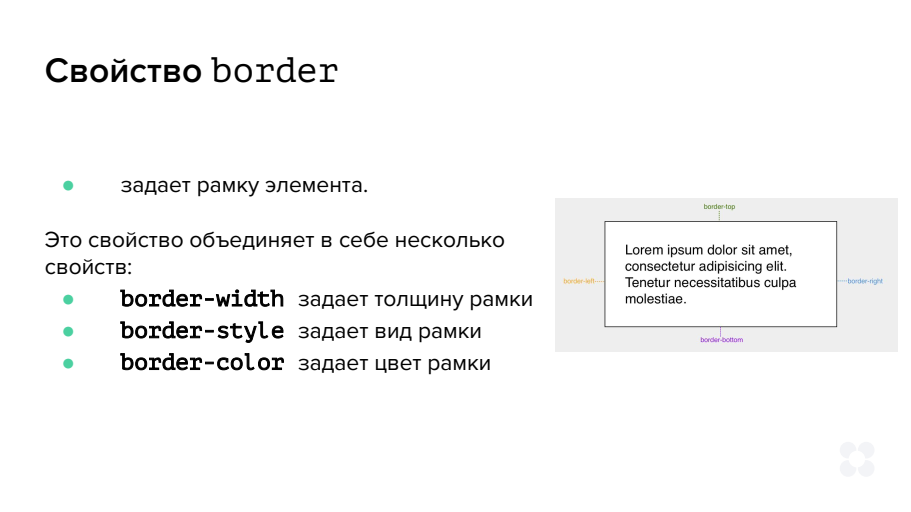 Свойство border
задает рамку элемента.
Это свойство объединяет в себе несколько
свойств:
border-width задает толщину рамки
border-style задает вид рамки
border-color задает цвет рамки
border-top
Lorem ipsum dolor sit amet,
consectetur adipisicing elit.
Tenetur necessitatibus culpa
molestiae.
border-left
border-right
border-bottom